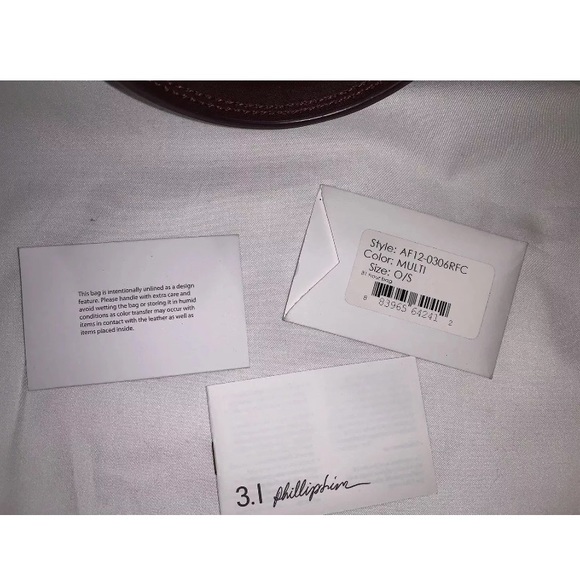 This bag is intentionally unlined as a design
feature. Please handle with extra care and
avoid wetting the bag or storing it in humid
conditions as color transfer may occur with
items in contact with the leather as well as
items placed inside.
Style: AF12-0306RFC
Color: MULTI
Size: O/S
8 83965 64241 2
3.1 phillip lim